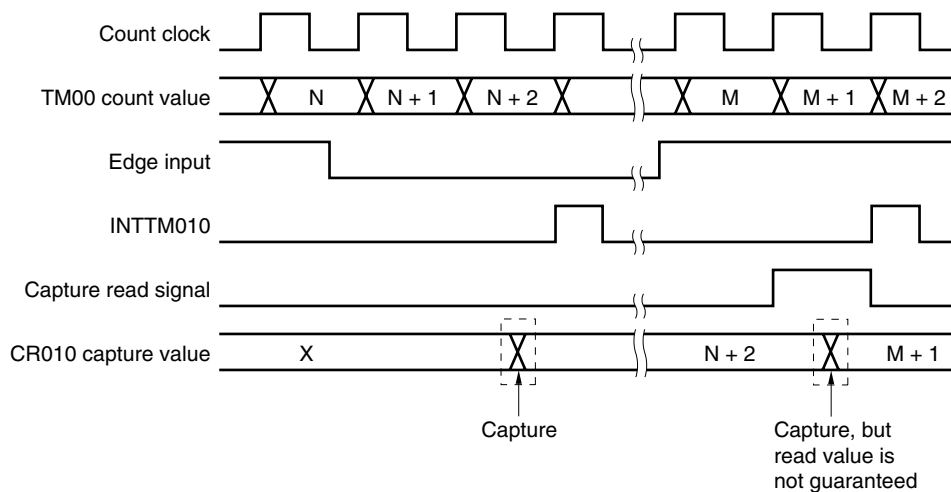 Count clock
TM00 count value
N
N + 1
N + 2
M
M + 1
M + 2
Edge input
INTTM010
Capture read signal
CR010 capture value
X
N + 2
M + 1
Capture
Capture, but
read value is
not guaranteed